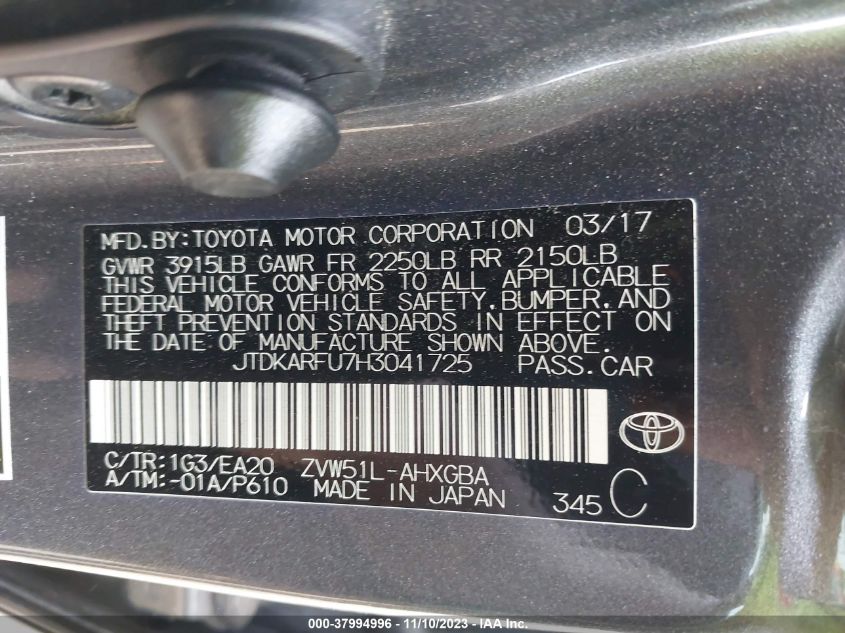 MFD.BY:TOYOTA MOTOR CORPORATION 03/17
GVWR 3915LB GAWR FR 2250LB RR 2150LB
THIS VEHICLE CONFORMS TO ALL APPLICABLE
FEDERAL MOTOR VEHICLE SAFETY,BUMPER,AND
THEFT PREVENTION STANDARDS IN EFFECT ON
THE DATE OF MANUFACTURE SHOWN ABOVE.
JTDKARFU7H3041725 PASS.CAR
C/TR:1G3/EA20 ZVW51L-AHXGBA
A/TM:-01A/P610 MADE IN JAPAN 345 C
000-37994996 - 11/10/2023 - IAAI.COM